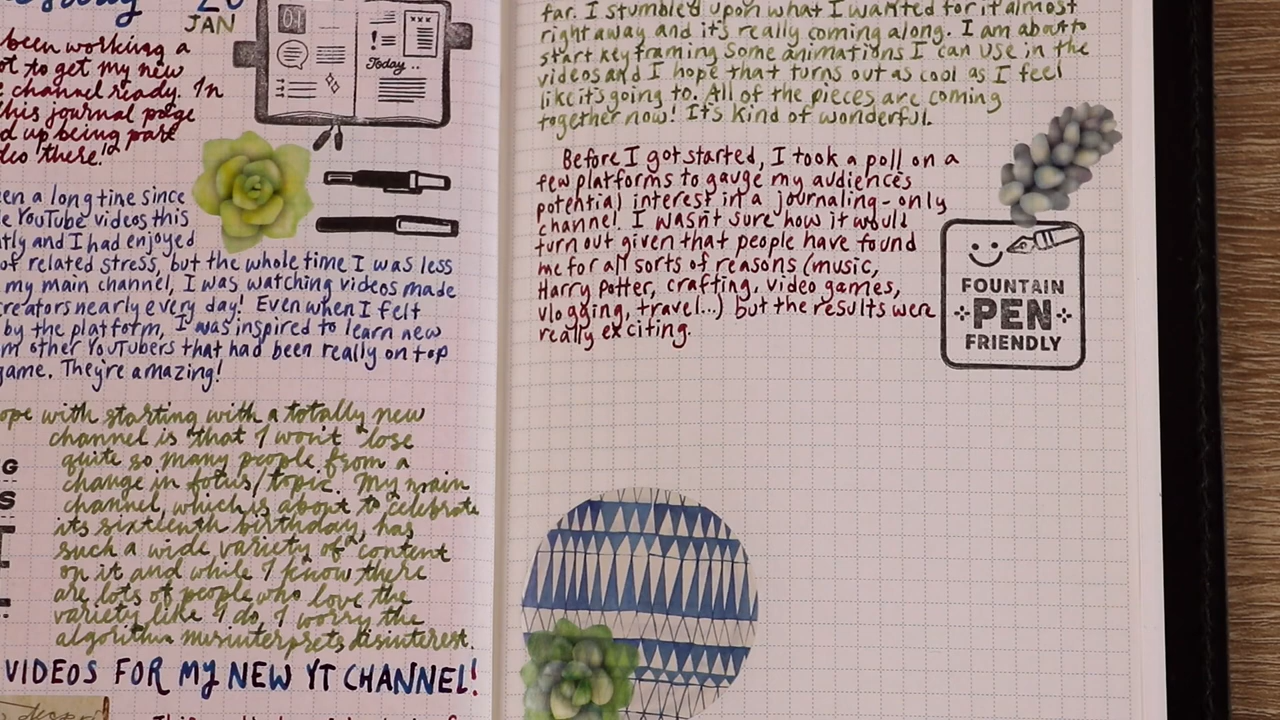 20
JAN
been working a
ot to get my new
channel ready. In
this journal page
d up being part
deo there!
Today..
en a long time since
e YouTube videos this
tly and I had enjoyed
of related stress, but the whole time I was less
my main channel, I was watching videos made
creators nearly every day! Even when I felt
by the platform, I was inspired to learn new
m other YouTubers that had been really on top
game. They're amazing!
ope with starting with a totally new
channel is that I won't lose
quite so many people from a
change in focus/topic. My main
channel, which is about to celebrate
its sixteenth birthday, has
such a wide variety of content
on it and while I know there
are lots of people who love the
variety like I do, I worry the
algorithm misinterprets disinterest.
VIDEOS FOR MY NEW YT CHANNEL!
far. I stumbled upon what I wanted for it almost
right away and it's really coming along. I am about to
start keyframing some animations I can use in the
videos and I hope that turns out as cool as I feel
like it's going to. All of the pieces are coming
together now! It's kind of wonderful.
Before I got started, I took a poll on a
few platforms to gauge my audiences
potential interest in a journaling-only
channel. I wasn't sure how it would
turn out given that people have found
me for all sorts of reasons (music,
Harry Potter, crafting, video games,
vlogging, travel...) but the results were
really exciting.
FOUNTAIN
PEN
FRIENDLY